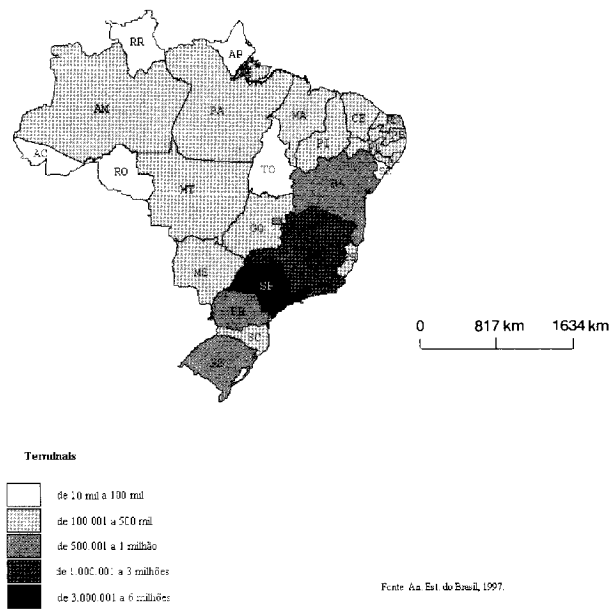 RR
AP
AM
PA
MA
CE
PI
AC
RO
TO
BA
MT
GO
MS
SP
PR
SC
RS
0 817 km 1634 km
Terminais
de 10 mil a 100 mil
de 100.001 a 500 mil
de 500.001 a 1 milhão
de 1.000.001 a 3 milhões
de 3.000.001 a 6 milhões
Fonte: An. Est. do Brasil, 1997.